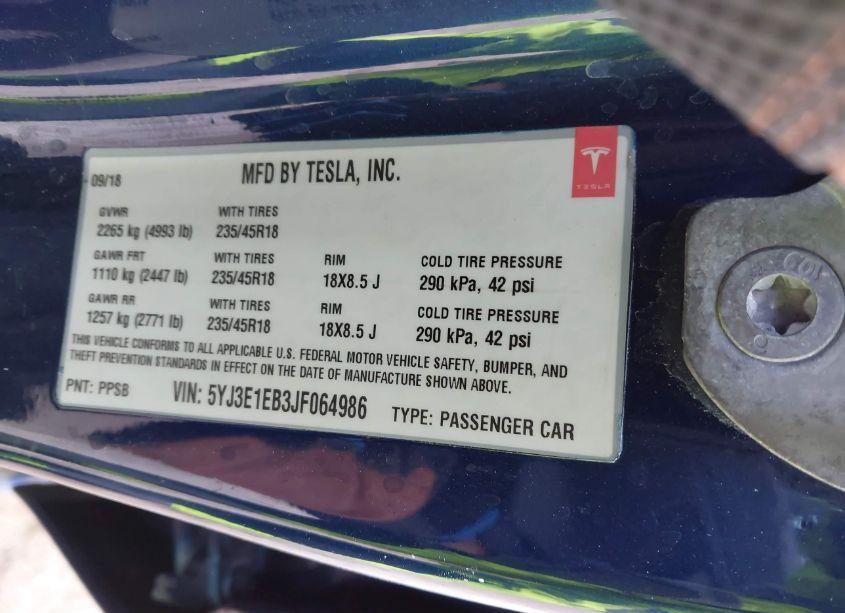 09/18 MFD BY TESLA, INC.
TESLA
GVWR WITH TIRES
2265 kg (4993 lb) 235/45R18
GAWR FRT WITH TIRES RIM COLD TIRE PRESSURE
1110 kg (2447 lb) 235/45R18 18X8.5 J 290 kPa, 42 psi
GAWR RR WITH TIRES RIM COLD TIRE PRESSURE
1257 kg (2771 lb) 235/45R18 18X8.5 J 290 kPa, 42 psi
THIS VEHICLE CONFORMS TO ALL APPLICABLE U.S. FEDERAL MOTOR VEHICLE SAFETY, BUMPER, AND
THEFT PREVENTION STANDARDS IN EFFECT ON THE DATE OF MANUFACTURE SHOWN ABOVE.
PNT: PPSB VIN: 5YJ3E1EB3JF064986 TYPE: PASSENGER CAR